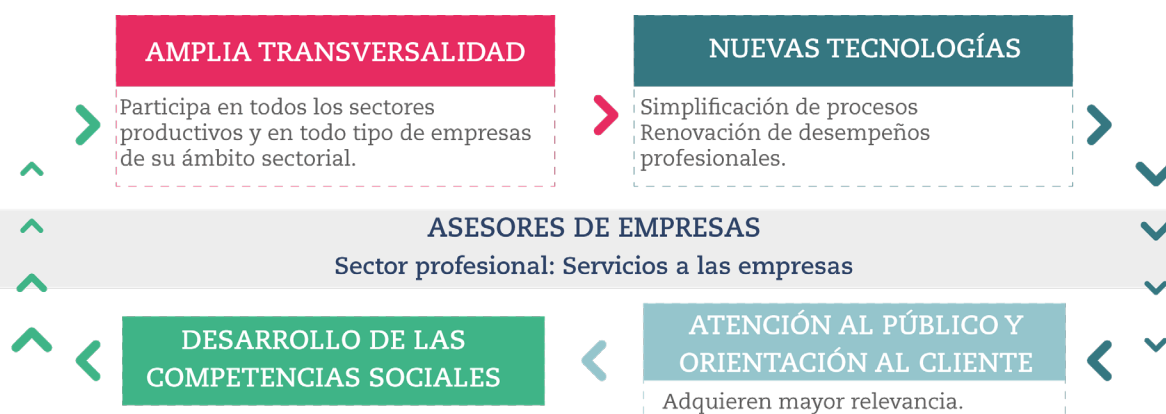 AMPLIA TRANSVERSALIDAD
Participa en todos los sectores
productivos y en todo tipo de empresas
de su ámbito sectorial.
NUEVAS TECNOLOGÍAS
Simplificación de procesos
Renovación de desempeños
profesionales.
ASESORES DE EMPRESAS
Sector profesional: Servicios a las empresas
DESARROLLO DE LAS
COMPETENCIAS SOCIALES
ATENCIÓN AL PÚBLICO Y
ORIENTACIÓN AL CLIENTE
Adquieren mayor relevancia.